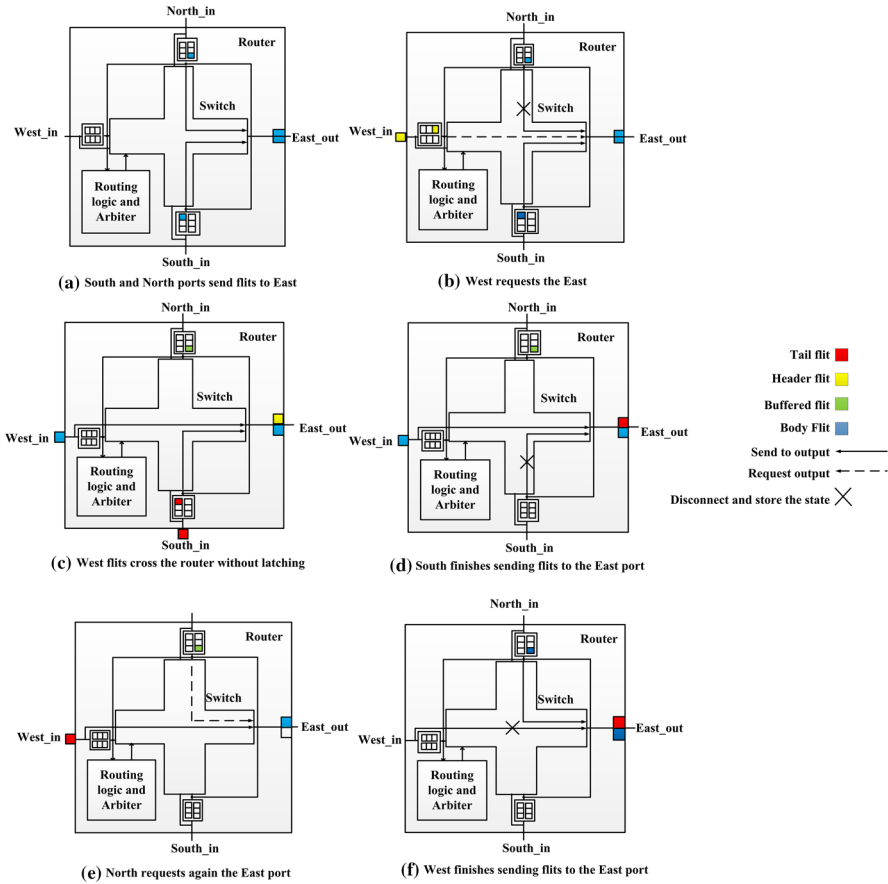 North_in
Router
Switch
West_in
East_out
Routing
logic and
Arbiter
South_in
(a) South and North ports send flits to East
North_in
Router
Switch
West_in
East_out
Routing
logic and
Arbiter
South_in
(b) West requests the East
North_in
Router
Switch
West_in
East_out
Routing
logic and
Arbiter
South_in
(c) West flits cross the router without latching
North_in
Router
Switch
West_in
East_out
Routing
logic and
Arbiter
South_in
(d) South finishes sending flits to the East port
Tail flit
Header flit
Buffered flit
Body Flit
Send to output
Request output
Disconnect and store the state
Router
Switch
West_in
East_out
Routing
logic and
Arbiter
South_in
(e) North requests again the East port
North_in
Router
Switch
West_in
East_out
Routing
logic and
Arbiter
South_in
(f) West finishes sending flits to the East port